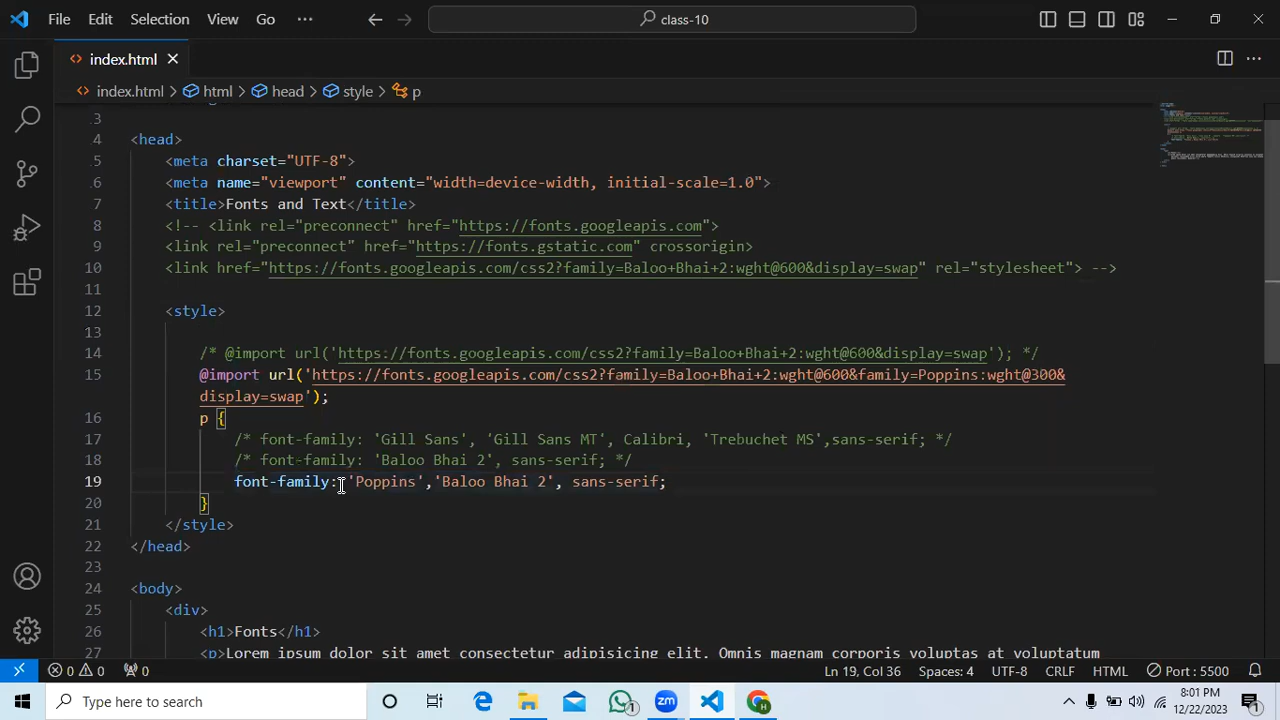 File Edit Selection View Go ··· class-10
index.html
index.html > html > head > style > p
3
4 <head>
5 <meta charset="UTF-8">
6 <meta name="viewport" content="width=device-width, initial-scale=1.0">
7 <title>Fonts and Text</title>
8 <!-- <link rel="preconnect" href="https://fonts.googleapis.com">
9 <link rel="preconnect" href="https://fonts.gstatic.com" crossorigin>
10 <link href="https://fonts.googleapis.com/css2?family=Baloo+Bhai+2:wght@600&display=swap" rel="stylesheet"> -->
11
12 <style>
13
14 /* @import url('https://fonts.googleapis.com/css2?family=Baloo+Bhai+2:wght@600&display=swap'); */
15 @import url('https://fonts.googleapis.com/css2?family=Baloo+Bhai+2:wght@600&family=Poppins:wght@300&
display=swap');
16 p {
17 /* font-family: 'Gill Sans', 'Gill Sans MT', Calibri, 'Trebuchet MS',sans-serif; */
18 /* font-family: 'Baloo Bhai 2', sans-serif; */
19 font-family: 'Poppins','Baloo Bhai 2', sans-serif;
20 }
21 </style>
22 </head>
23
24 <body>
25 <div>
26 <h1>Fonts</h1>
27 <p>Lorem ipsum dolor sit amet consectetur adipisicing elit. Omnis magnam corporis voluptas at voluptatum
0 0 0 Ln 19, Col 36 Spaces: 4 UTF-8 CRLF HTML Port : 5500
Type here to search 1 zm 8:01 PM
12/22/2023 1